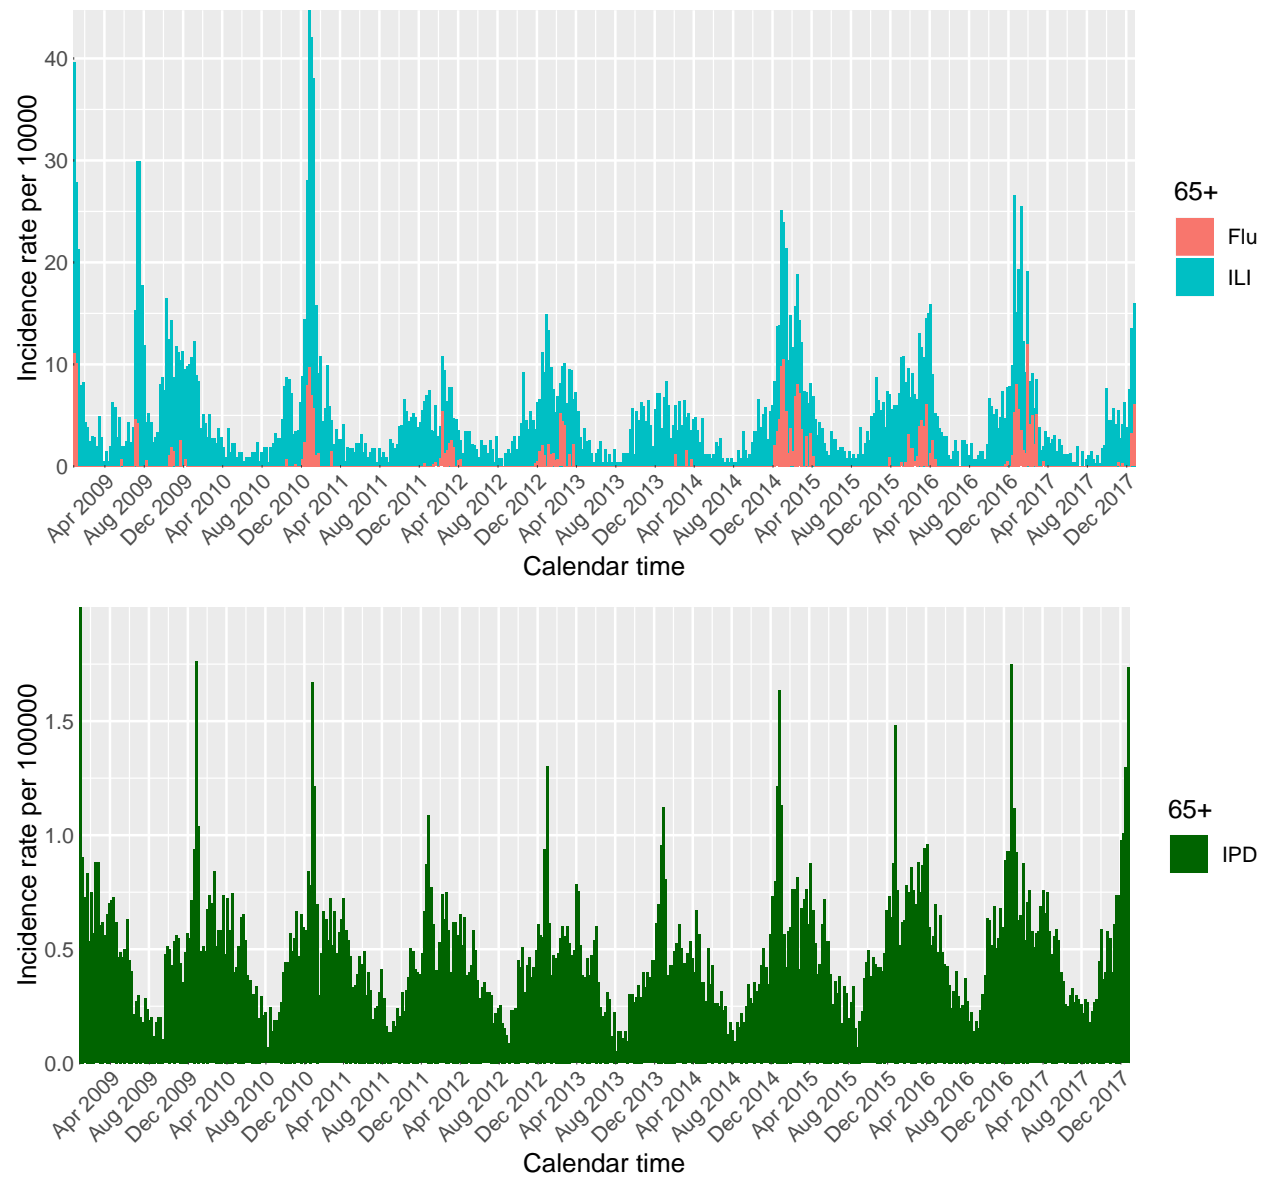 Incidence rate per 10000
40
30
20
10
0
Apr 2009
Aug 2009
Dec 2009
Apr 2010
Aug 2010
Dec 2010
Apr 2011
Aug 2011
Dec 2011
Apr 2012
Aug 2012
Dec 2012
Apr 2013
Aug 2013
Dec 2013
Apr 2014
Aug 2014
Dec 2014
Apr 2015
Aug 2015
Dec 2015
Apr 2016
Aug 2016
Dec 2016
Apr 2017
Aug 2017
Dec 2017
Calendar time
65+
Flu
ILI
Incidence rate per 100000
1.5
1.0
0.5
0.0
Apr 2009
Aug 2009
Dec 2009
Apr 2010
Aug 2010
Dec 2010
Apr 2011
Aug 2011
Dec 2011
Apr 2012
Aug 2012
Dec 2012
Apr 2013
Aug 2013
Dec 2013
Apr 2014
Aug 2014
Dec 2014
Apr 2015
Aug 2015
Dec 2015
Apr 2016
Aug 2016
Dec 2016
Apr 2017
Aug 2017
Dec 2017
Calendar time
65+
IPD